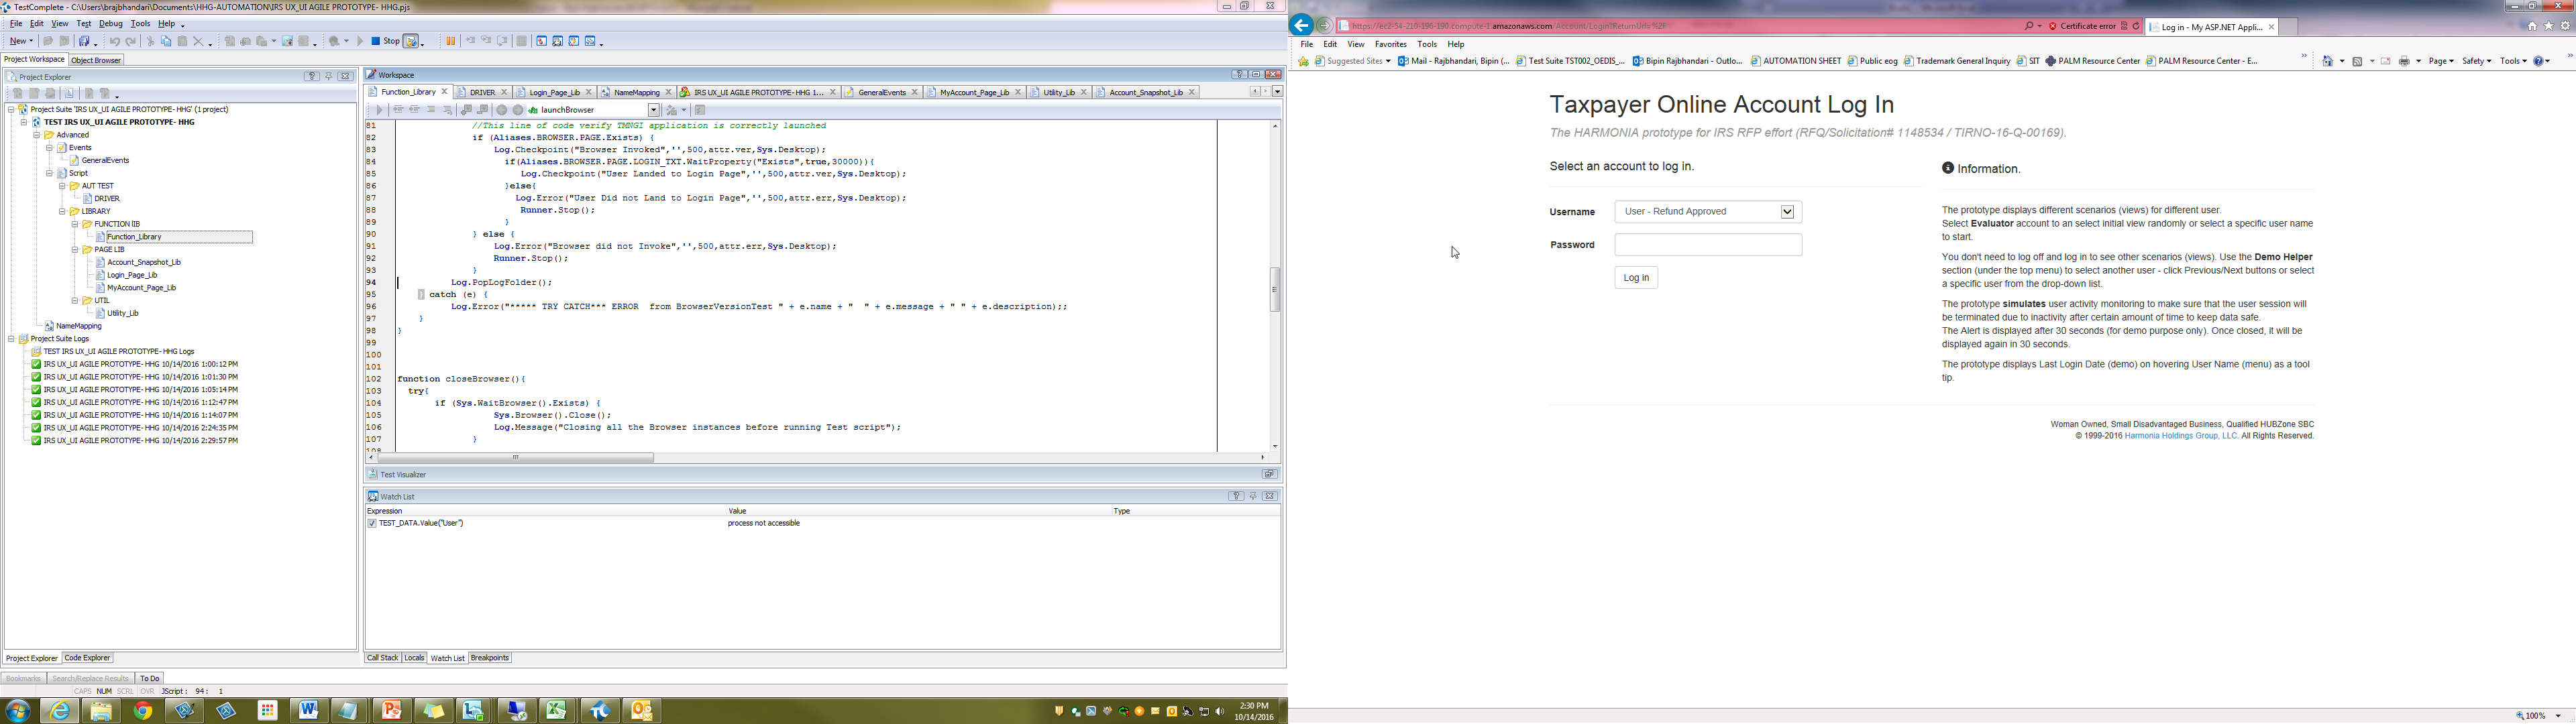 TestComplete - C:\Users\brajbhandari\Documents\HHG-AUTOMATION\IRS UX_UI AGILE PROTOTYPE- HHG.pjs
File Edit View Test Debug Tools Help
New Stop
Project Workspace Object Browser
Project Explorer
Project Suite 'IRS UX_UI AGILE PROTOTYPE- HHG' (1 project)
TEST IRS UX_UI AGILE PROTOTYPE- HHG
Advanced
Events
GeneralEvents
Script
AUT TEST
DRIVER
LIBRARY
FUNCTION lIB
Function_Library
PAGE LIB
Account_Snapshot_Lib
Login_Page_Lib
MyAccount_Page_Lib
UTIL
Utility_Lib
NameMapping
Project Suite Logs
TEST IRS UX_UI AGILE PROTOTYPE- HHG Logs
IRS UX_UI AGILE PROTOTYPE- HHG 10/14/2016 1:00:12 PM
IRS UX_UI AGILE PROTOTYPE- HHG 10/14/2016 1:01:30 PM
IRS UX_UI AGILE PROTOTYPE- HHG 10/14/2016 1:05:14 PM
IRS UX_UI AGILE PROTOTYPE- HHG 10/14/2016 1:12:47 PM
IRS UX_UI AGILE PROTOTYPE- HHG 10/14/2016 1:14:07 PM
IRS UX_UI AGILE PROTOTYPE- HHG 10/14/2016 2:24:35 PM
IRS UX_UI AGILE PROTOTYPE- HHG 10/14/2016 2:29:57 PM
Project Explorer Code Explorer
Bookmarks Search/Replace Results To Do
CAPS NUM SCRL OVR JScript : 94 : 1
Workspace
Function_Library DRIVER Login_Page_Lib NameMapping IRS UX_UI AGILE PROTOTYPE- HHG 1... GeneralEvents MyAccount_Page_Lib Utility_Lib Account_Snapshot_Lib
launchBrowser
81 //This line of code verify TMNGI application is correctly launched
82 if (Aliases.BROWSER.PAGE.Exists) {
83 Log.Checkpoint("Browser Invoked",'',500,attr.ver,Sys.Desktop);
84 if(Aliases.BROWSER.PAGE.LOGIN_TXT.WaitProperty("Exists",true,30000)){
85 Log.Checkpoint("User Landed to Login Page",'',500,attr.ver,Sys.Desktop);
86 }else{
87 Log.Error("User Did not Land to Login Page",'',500,attr.err,Sys.Desktop);
88 Runner.Stop();
89 }
90 } else {
91 Log.Error("Browser did not Invoke",'',500,attr.err,Sys.Desktop);
92 Runner.Stop();
93 }
94 Log.PopLogFolder();
95 } catch (e) {
96 Log.Error("***** TRY CATCH*** ERROR  from BrowserVersionTest " + e.name + "  " + e.message + " " + e.description);;
97 }
98 }
99
100
101
102 function closeBrowser(){
103 try{
104 if (Sys.WaitBrowser().Exists) {
105 Sys.Browser().Close();
106 Log.Message("Closing all the Browser instances before running Test script");
107 }
108
Test Visualizer
Watch List
Expression Value Type
TEST_DATA.Value("User") process not accessible
Call Stack Locals Watch List Breakpoints
2:30 PM
10/14/2016
Certificate error
Log in - My ASP.NET Appli...
File Edit View Favorites Tools Help
Suggested Sites Mail - Rajbhandari, Bipin (... Test Suite TST002_OEDIS_... Bipin Rajbhandari - Outlo... AUTOMATION SHEET Public eog Trademark General Inquiry SIT PALM Resource Center PALM Resource Center - E...
Page Safety Tools
Taxpayer Online Account Log In
The HARMONIA prototype for IRS RFP effort (RFQ/Solicitation# 1148534 / TIRNO-16-Q-00169).
Select an account to log in.
Username User - Refund Approved
Password
Log in
Information.
The prototype displays different scenarios (views) for different user.
Select Evaluator account to an select initial view randomly or select a specific user name
to start.
You don't need to log off and log in to see other scenarios (views). Use the Demo Helper
section (under the top menu) to select another user - click Previous/Next buttons or select
a specific user from the drop-down list.
The prototype simulates user activity monitoring to make sure that the user session will
be terminated due to inactivity after certain amount of time to keep data safe.
The Alert is displayed after 30 seconds (for demo purpose only). Once closed, it will be
displayed again in 30 seconds.
The prototype displays Last Login Date (demo) on hovering User Name (menu) as a tool
tip.
Woman Owned, Small Disadvantaged Business, Qualified HUBZone SBC
© 1999-2016 Harmonia Holdings Group, LLC. All Rights Reserved.
100%